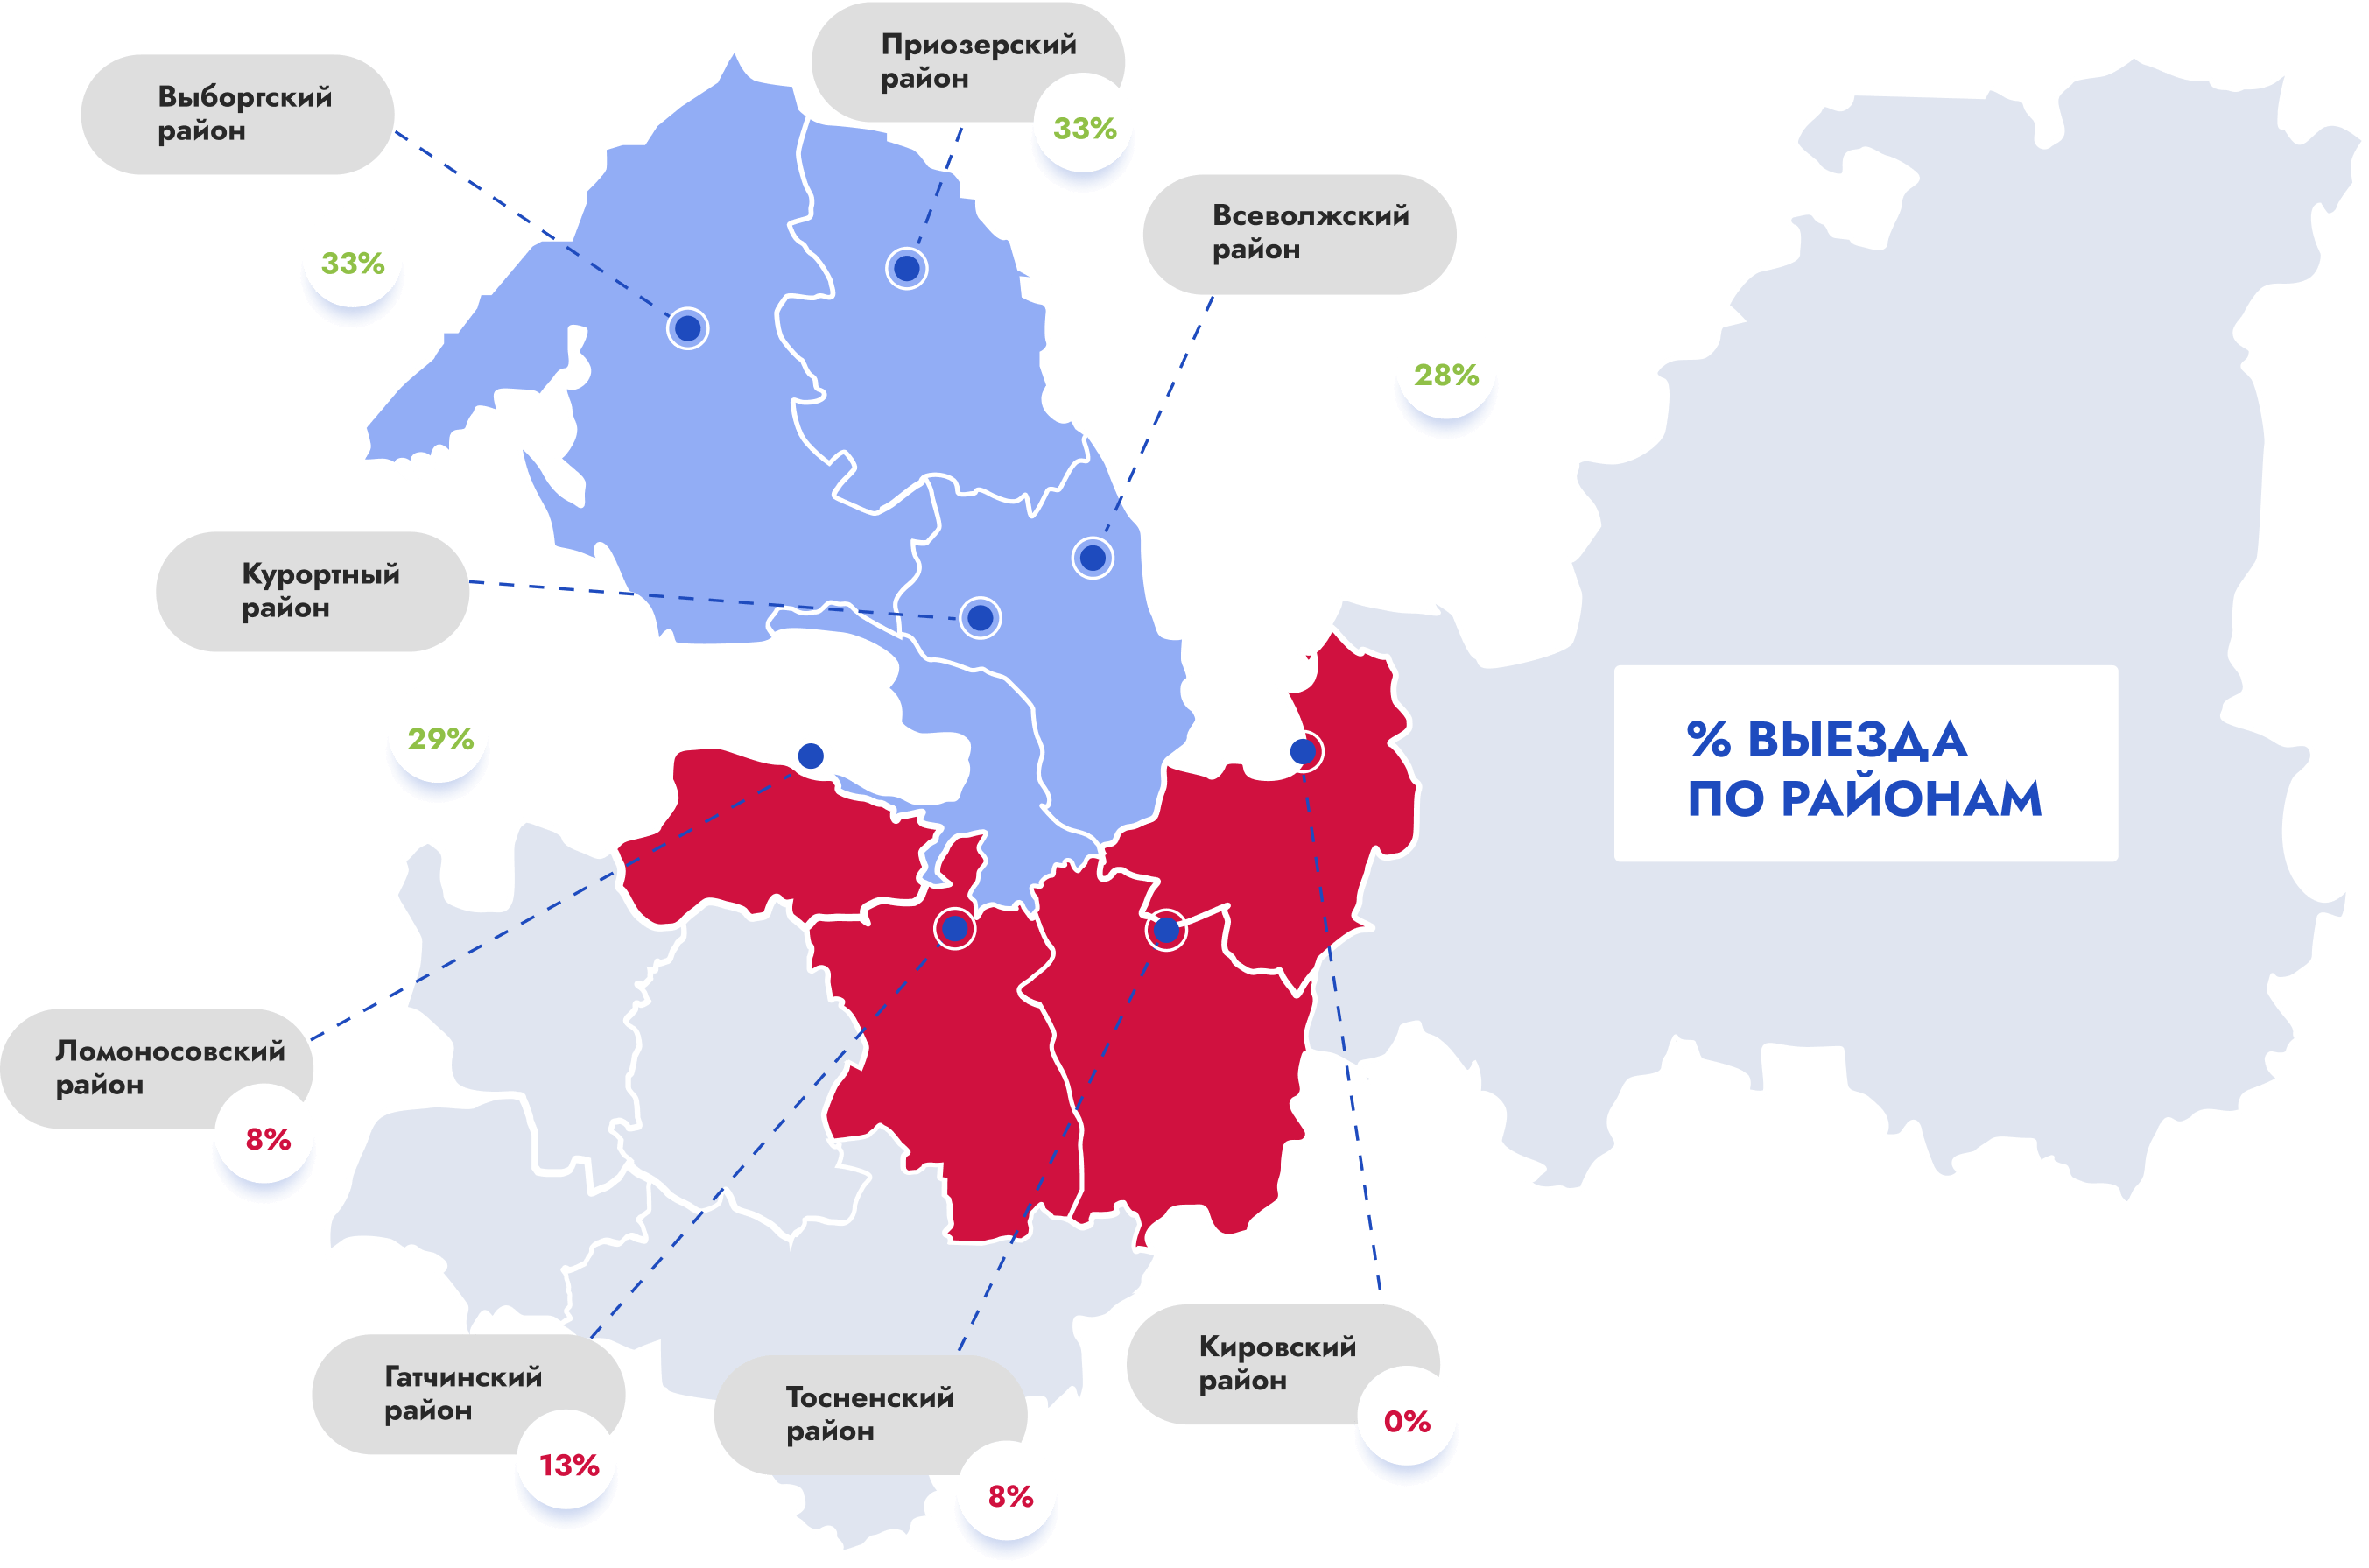 Приозерский
район
33%
Выборгский
район
33%
Всеволжский
район
28%
Курортный
район
29%
% ВЫЕЗДА
ПО РАЙОНАМ
Ломоносовский
район
8%
Гатчинский
район
13%
Тосненский
район
8%
Кировский
район
0%